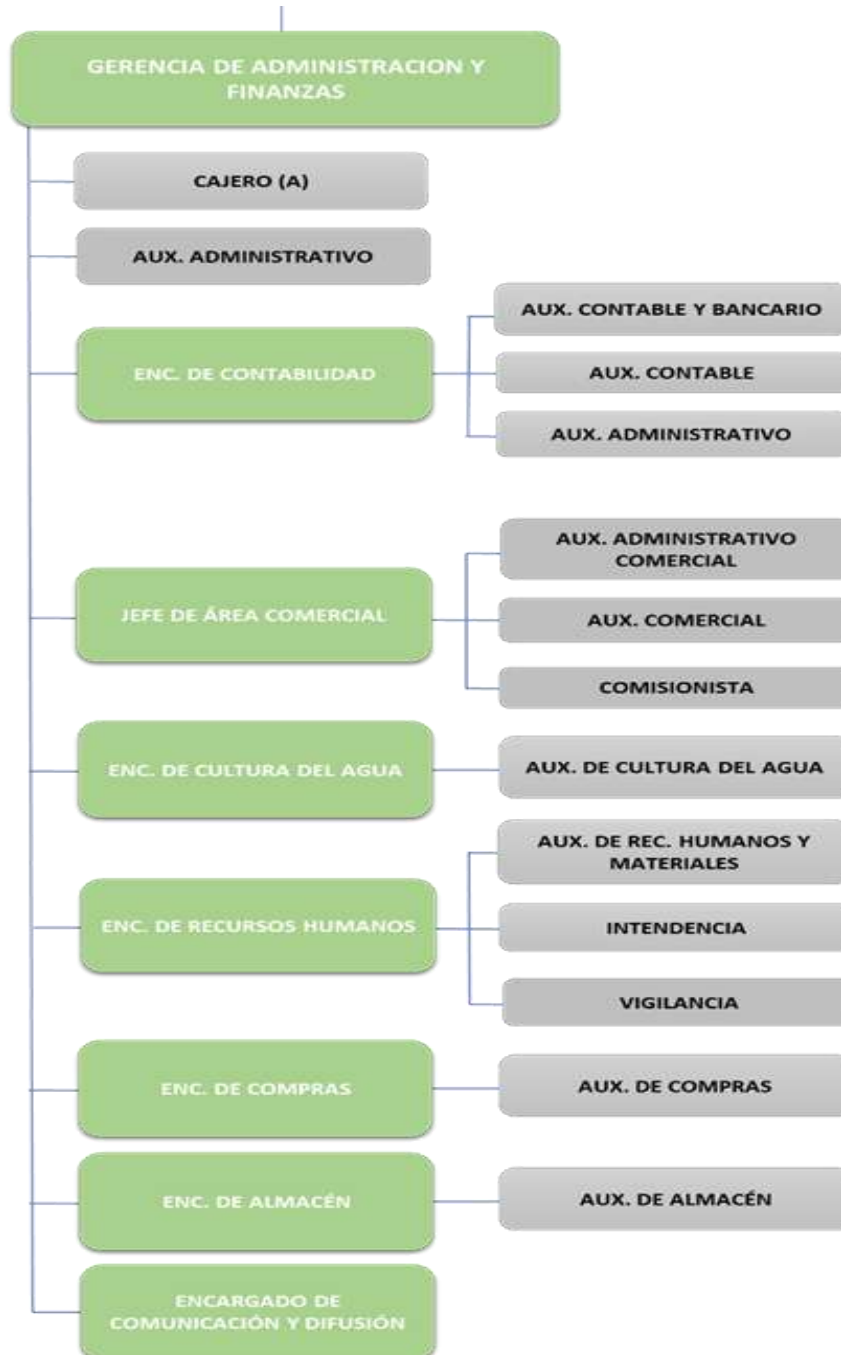 GERENCIA DE ADMINISTRACION Y
FINANZAS
CAJERO (A)
AUX. ADMINISTRATIVO
ENC. DE CONTABILIDAD
AUX. CONTABLE Y BANCARIO
AUX. CONTABLE
AUX. ADMINISTRATIVO
JEFE DE ÁREA COMERCIAL
AUX. ADMINISTRATIVO
COMERCIAL
AUX. COMERCIAL
COMISIONISTA
ENC. DE CULTURA DEL AGUA
AUX. DE CULTURA DEL AGUA
ENC. DE RECURSOS HUMANOS
AUX. DE REC. HUMANOS Y
MATERIALES
INTENDENCIA
VIGILANCIA
ENC. DE COMPRAS
AUX. DE COMPRAS
ENC. DE ALMACÉN
AUX. DE ALMACÉN
ENCARGADO DE
COMUNICACIÓN Y DIFUSIÓN